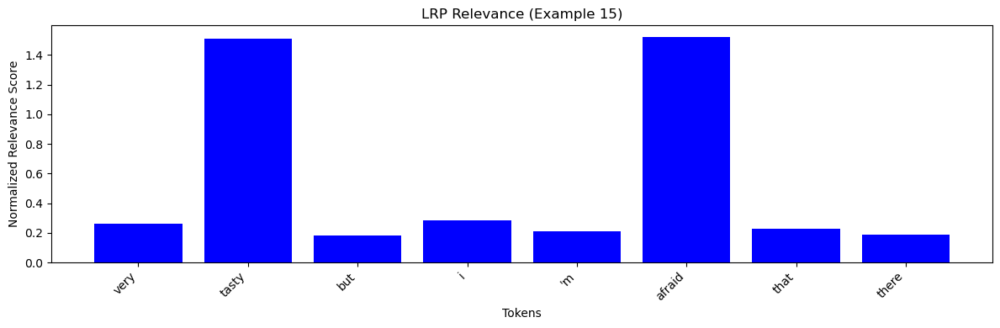 LRP Relevance (Example 15)
Normalized Relevance Score
1.4
1.2
1.0
0.8
0.6
0.4
0.2
0.0
very
tasty
but
i
'm
afraid
that
there
Tokens